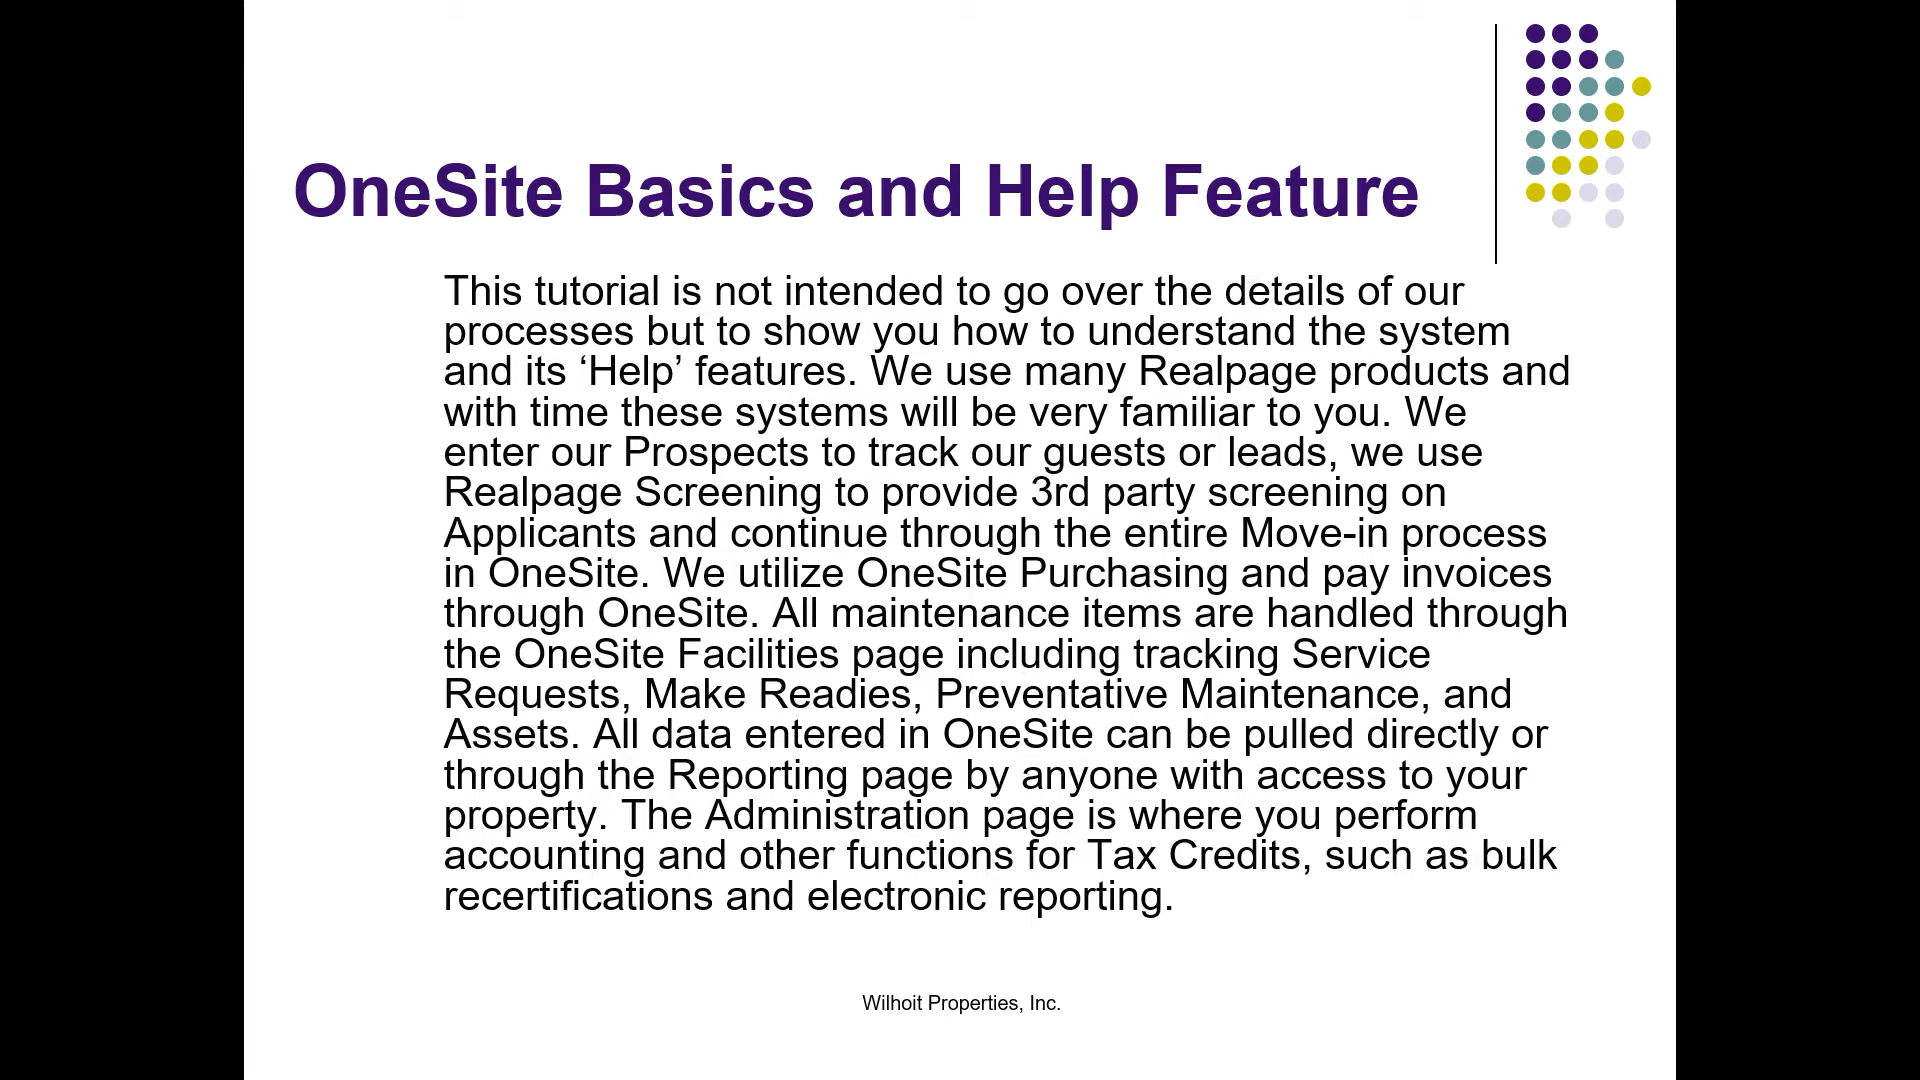 OneSite Basics and Help Feature
This tutorial is not intended to go over the details of our
processes but to show you how to understand the system
and its ‘Help’ features. We use many Realpage products and
with time these systems will be very familiar to you. We
enter our Prospects to track our guests or leads, we use
Realpage Screening to provide 3rd party screening on
Applicants and continue through the entire Move-in process
in OneSite. We utilize OneSite Purchasing and pay invoices
through OneSite. All maintenance items are handled through
the OneSite Facilities page including tracking Service
Requests, Make Readies, Preventative Maintenance, and
Assets. All data entered in OneSite can be pulled directly or
through the Reporting page by anyone with access to your
property. The Administration page is where you perform
accounting and other functions for Tax Credits, such as bulk
recertifications and electronic reporting.
Wilhoit Properties, Inc.